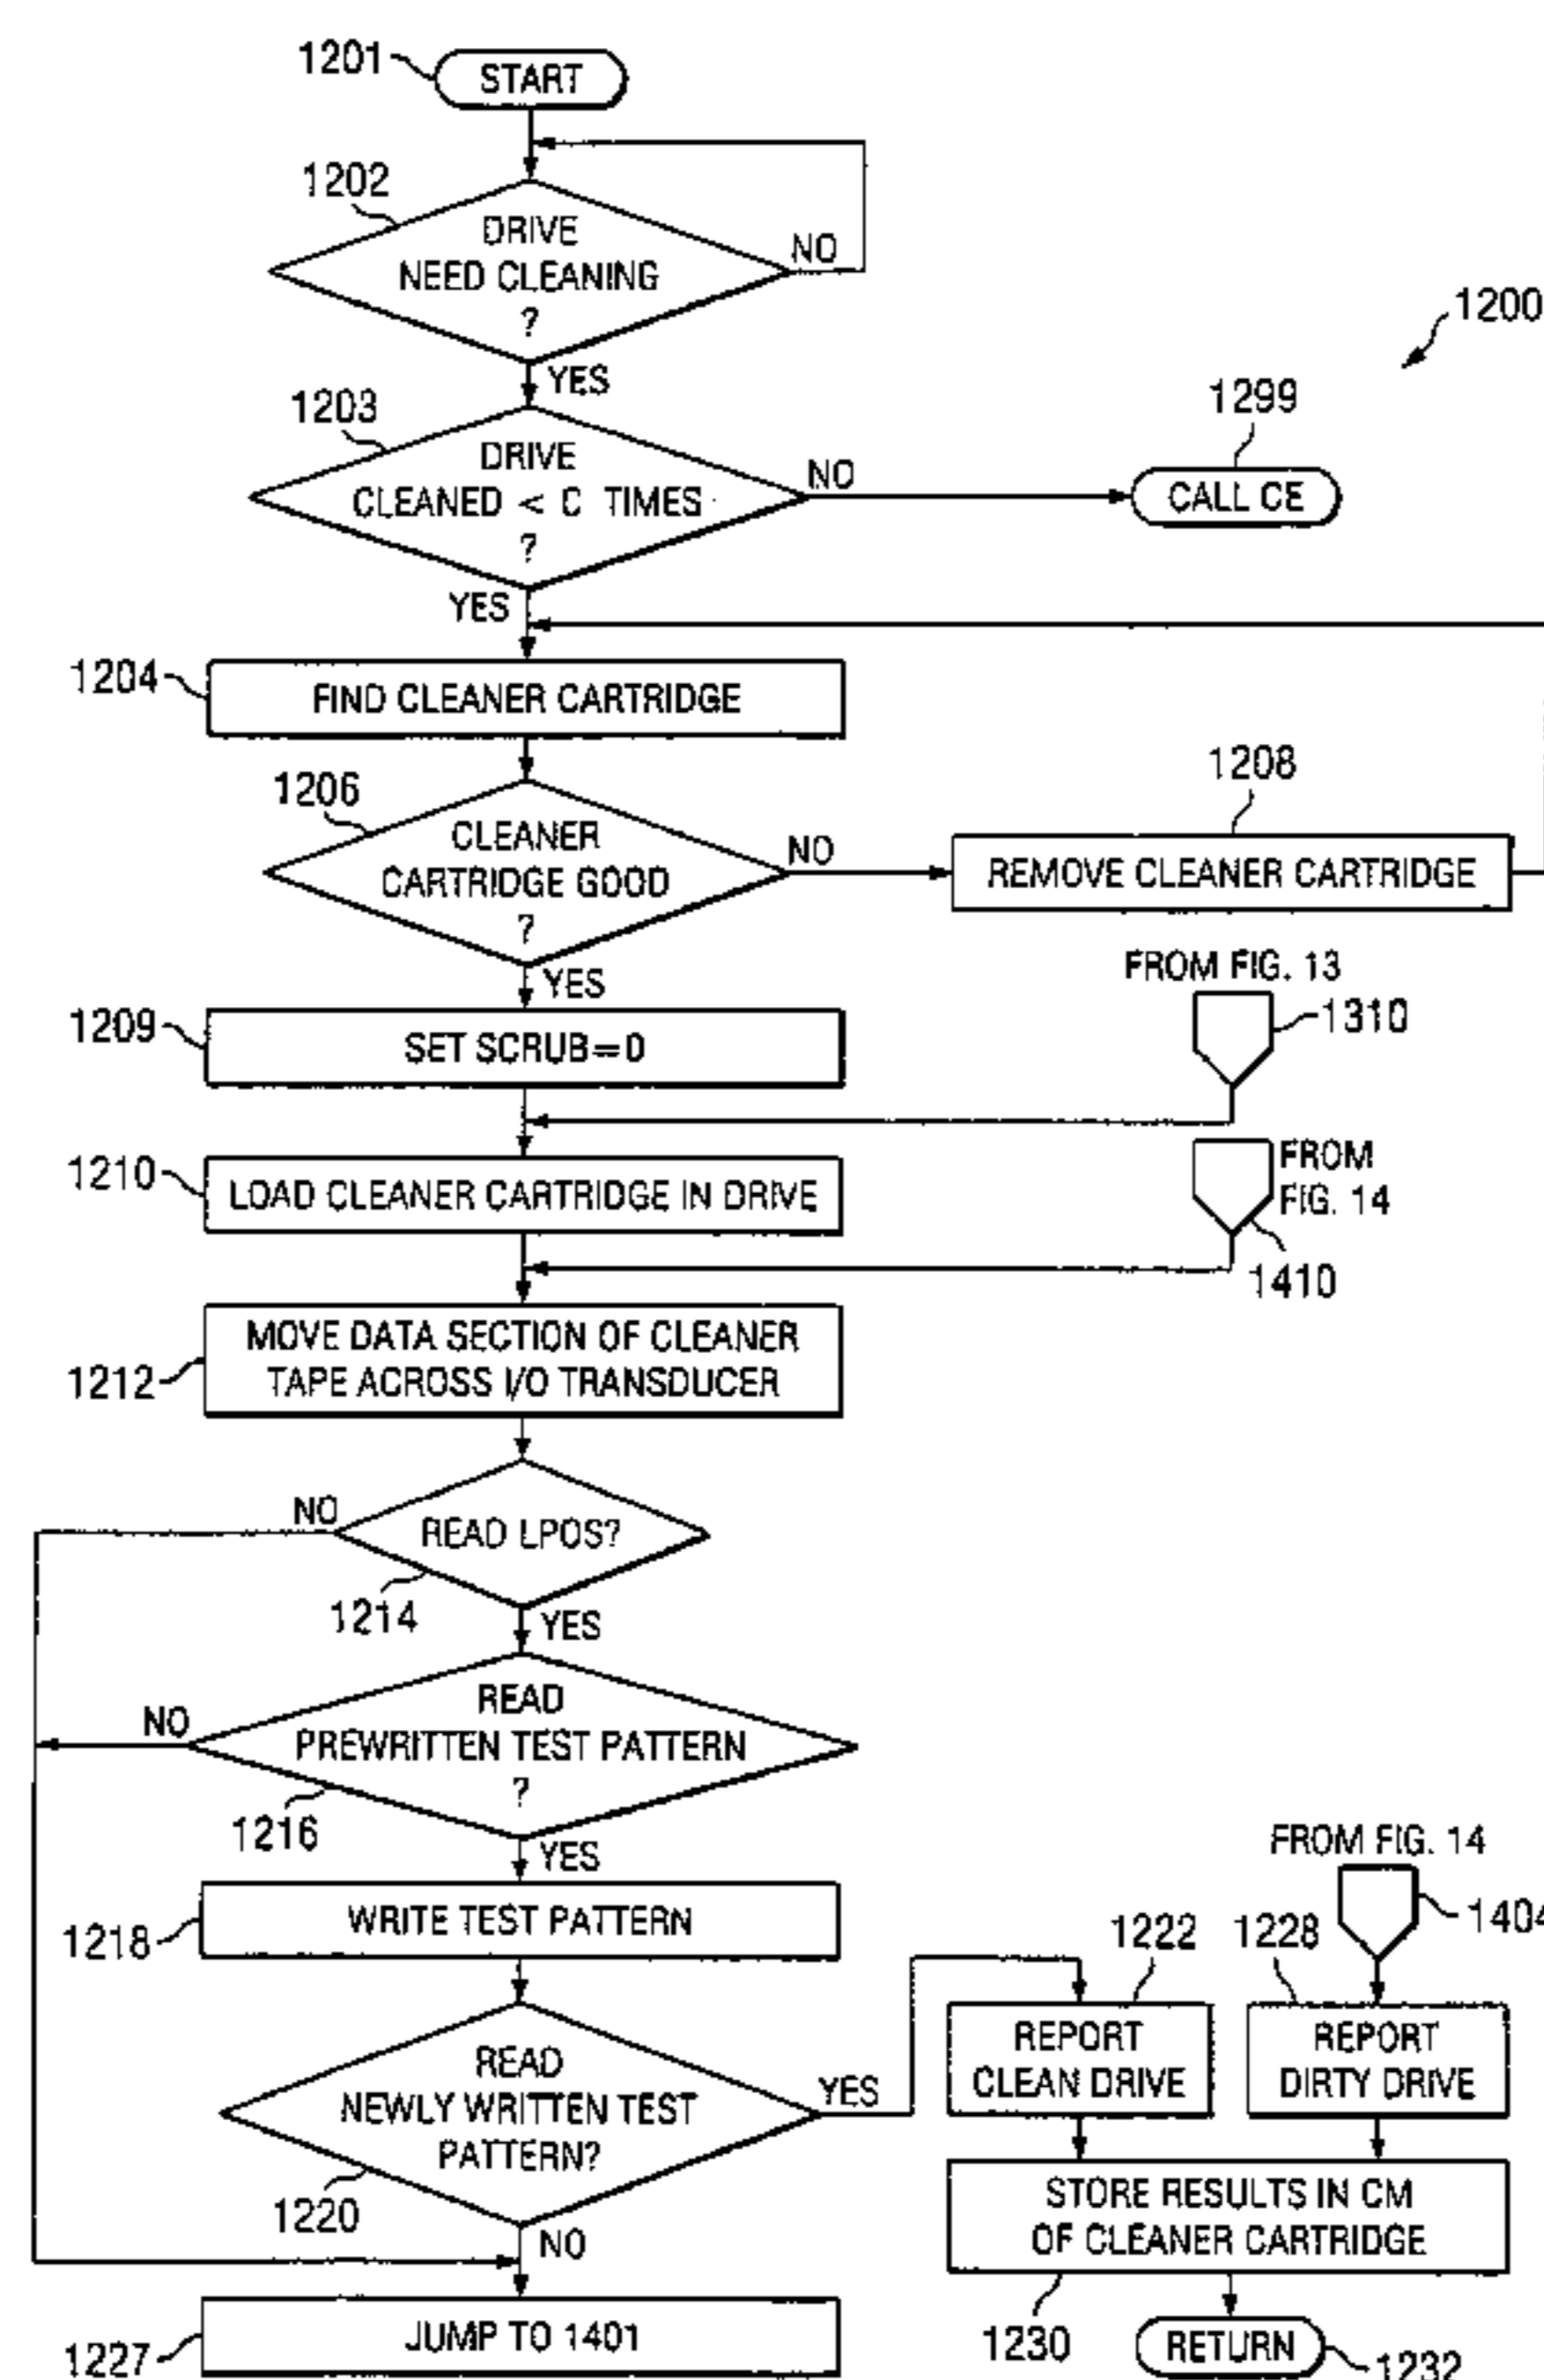 1201
START
1202
DRIVE
NEED CLEANING
?
NO
1200
YES
1203
DRIVE
CLEANED < C TIMES
?
NO
1299
CALL CE
YES
1204
FIND CLEANER CARTRIDGE
1206
CLEANER
CARTRIDGE GOOD
?
NO
1208
REMOVE CLEANER CARTRIDGE
YES
FROM FIG. 13
1310
1209
SET SCRUB=0
1210
LOAD CLEANER CARTRIDGE IN DRIVE
FROM
FIG. 14
1410
1212
MOVE DATA SECTION OF CLEANER
TAPE ACROSS I/O TRANSDUCER
NO
READ LPOS?
1214
YES
NO
READ
PREWRITTEN TEST PATTERN
?
1216
YES
FROM FIG. 14
1404
1218
WRITE TEST PATTERN
1222
1228
READ
NEWLY WRITTEN TEST
PATTERN?
YES
1220
NO
REPORT
CLEAN DRIVE
REPORT
DIRTY DRIVE
STORE RESULTS IN CM
OF CLEANER CARTRIDGE
1230
1227
JUMP TO 1401
RETURN
1232